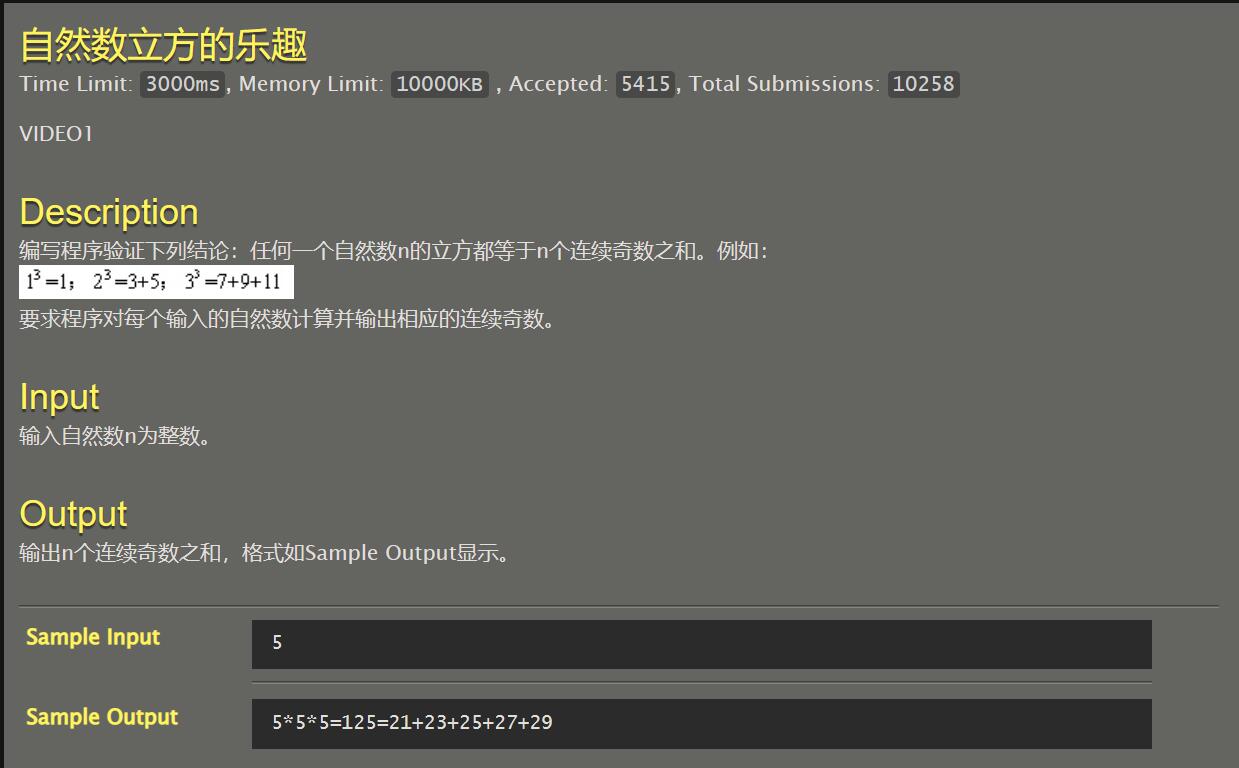 自然数立方的乐趣
Time Limit: 3000ms, Memory Limit: 10000KB , Accepted: 5415, Total Submissions: 10258
VIDEO1
Description
编写程序验证下列结论：任何一个自然数n的立方都等于n个连续奇数之和。例如：
1³=1; 2³=3+5; 3³=7+9+11
要求程序对每个输入的自然数计算并输出相应的连续奇数。
Input
输入自然数n为整数。
Output
输出n个连续奇数之和，格式如Sample Output显示。
Sample Input
5
Sample Output
5*5*5=125=21+23+25+27+29